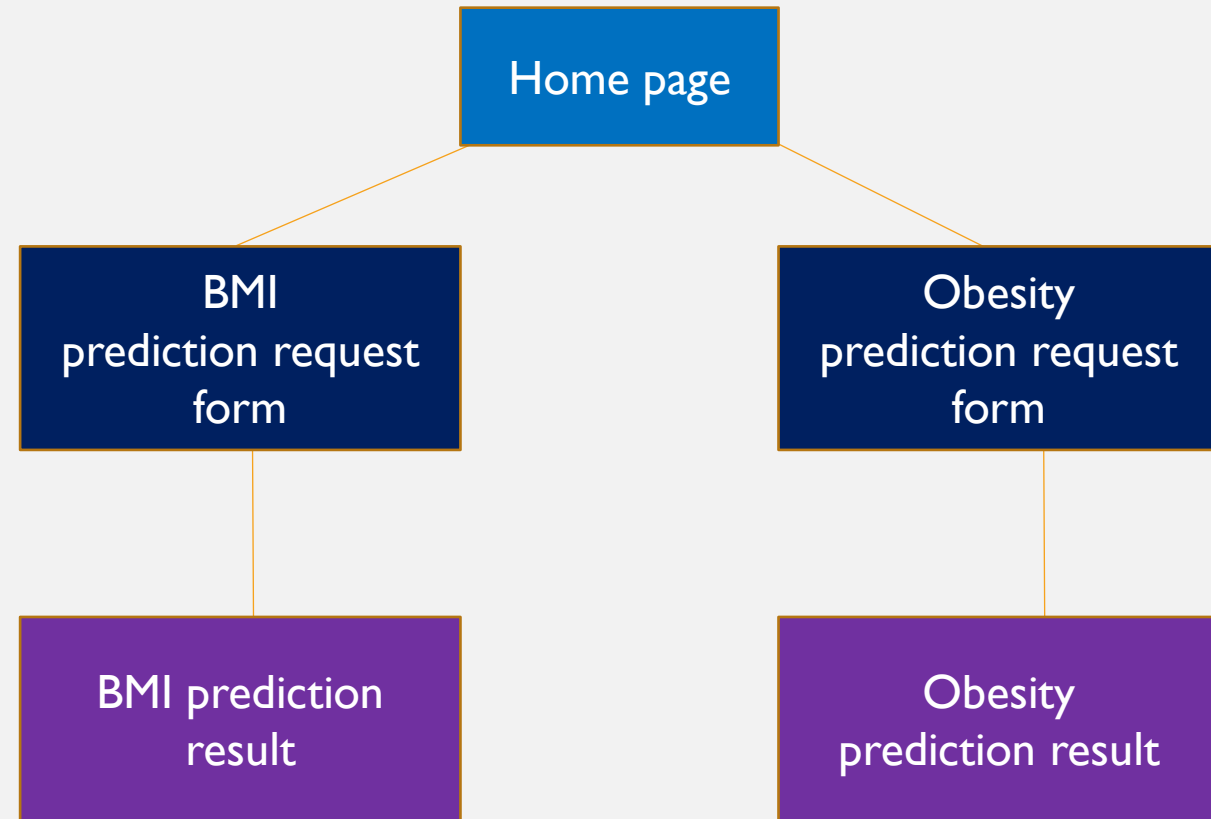 Home page
BMI
prediction request
form
Obesity
prediction request
form
BMI prediction
result
Obesity
prediction result